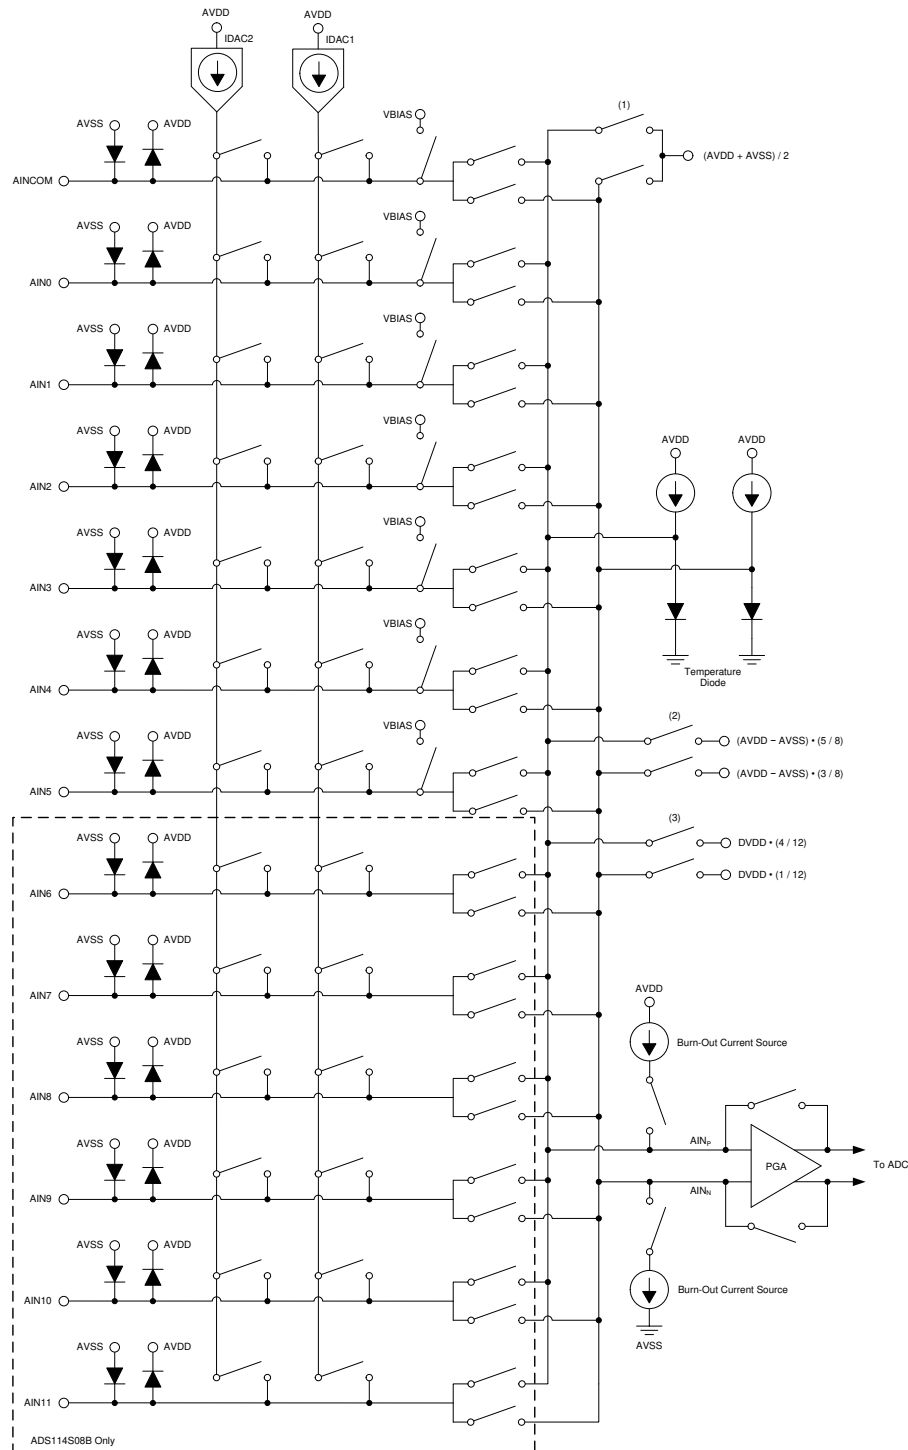 AVDD
AVDD
IDAC2
IDAC1
(1)
AVSS
AVDD
VBIAS
(AVDD + AVSS) / 2
AINCOM
AVSS
AVDD
VBIAS
AIN0
AVSS
AVDD
VBIAS
AIN1
AVSS
AVDD
VBIAS
AIN2
AVDD
AVDD
AVSS
AVDD
VBIAS
AIN3
AVSS
AVDD
VBIAS
AIN4
Temperature
Diode
AVSS
AVDD
VBIAS
AIN5
(2)
(AVDD − AVSS) • (5 / 8)
(AVDD − AVSS) • (3 / 8)
(3)
DVDD • (4 / 12)
DVDD • (1 / 12)
AVSS
AVDD
AIN6
AVSS
AVDD
AIN7
AVDD
Burn-Out Current Source
AVSS
AVDD
AIN8
AVSS
AVDD
AIN9
AINP
AINN
PGA
To ADC
AVSS
AVDD
AIN10
Burn-Out Current Source
AVSS
AVSS
AVDD
AIN11
ADS114S08B Only